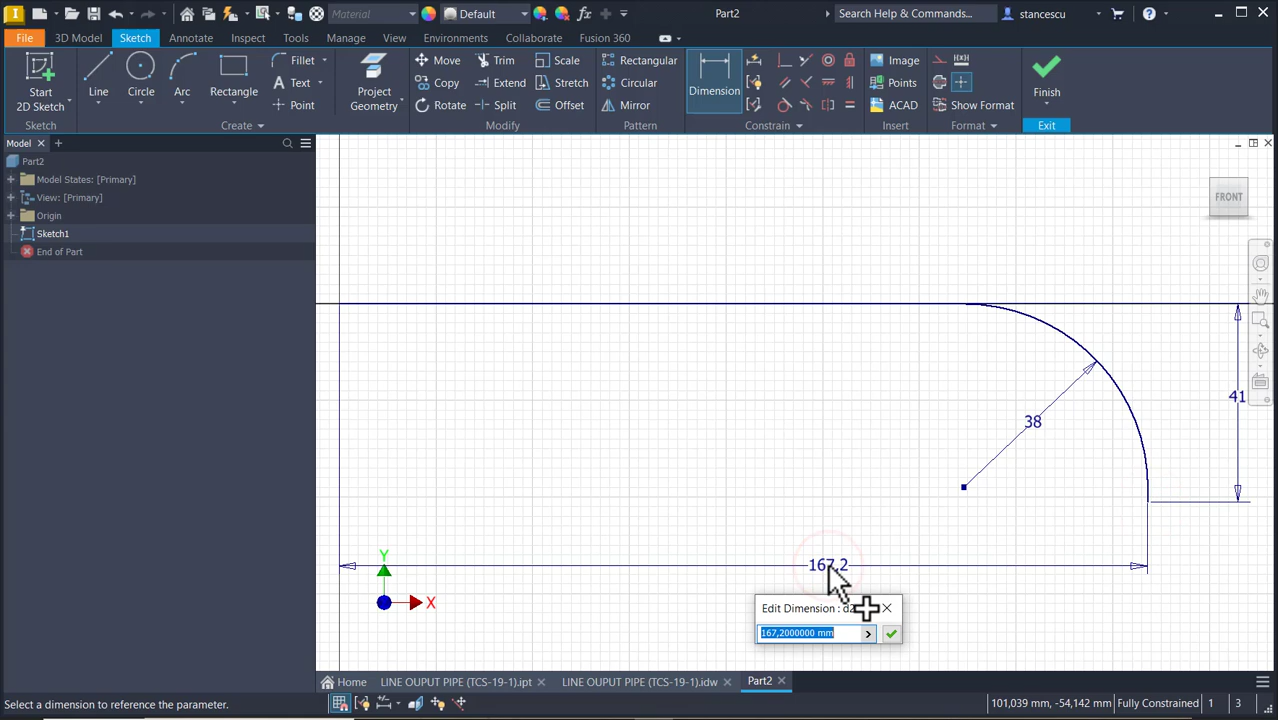 Material
Default
fx
Part2
Search Help & Commands...
stancescu
File
3D Model
Sketch
Annotate
Inspect
Tools
Manage
View
Environments
Collaborate
Fusion 360
Start
2D Sketch
Line
Circle
Arc
Rectangle
Fillet
Text
Point
Project
Geometry
Move
Copy
Rotate
Trim
Extend
Split
Scale
Stretch
Offset
Rectangular
Circular
Mirror
Dimension
Image
Points
ACAD
Show Format
Finish
Sketch
Create
Modify
Pattern
Constrain
Insert
Format
Exit
Model
Part2
Model States: [Primary]
View: [Primary]
Origin
Sketch1
End of Part
FRONT
41
38
167,2
Y
X
Edit Dimension :
167,2000000 mm
Home
LINE OUPUT PIPE (TCS-19-1).ipt
LINE OUPUT PIPE (TCS-19-1).idw
Part2
Select a dimension to reference the parameter.
101,039 mm, -54,142 mm
Fully Constrained
1
3